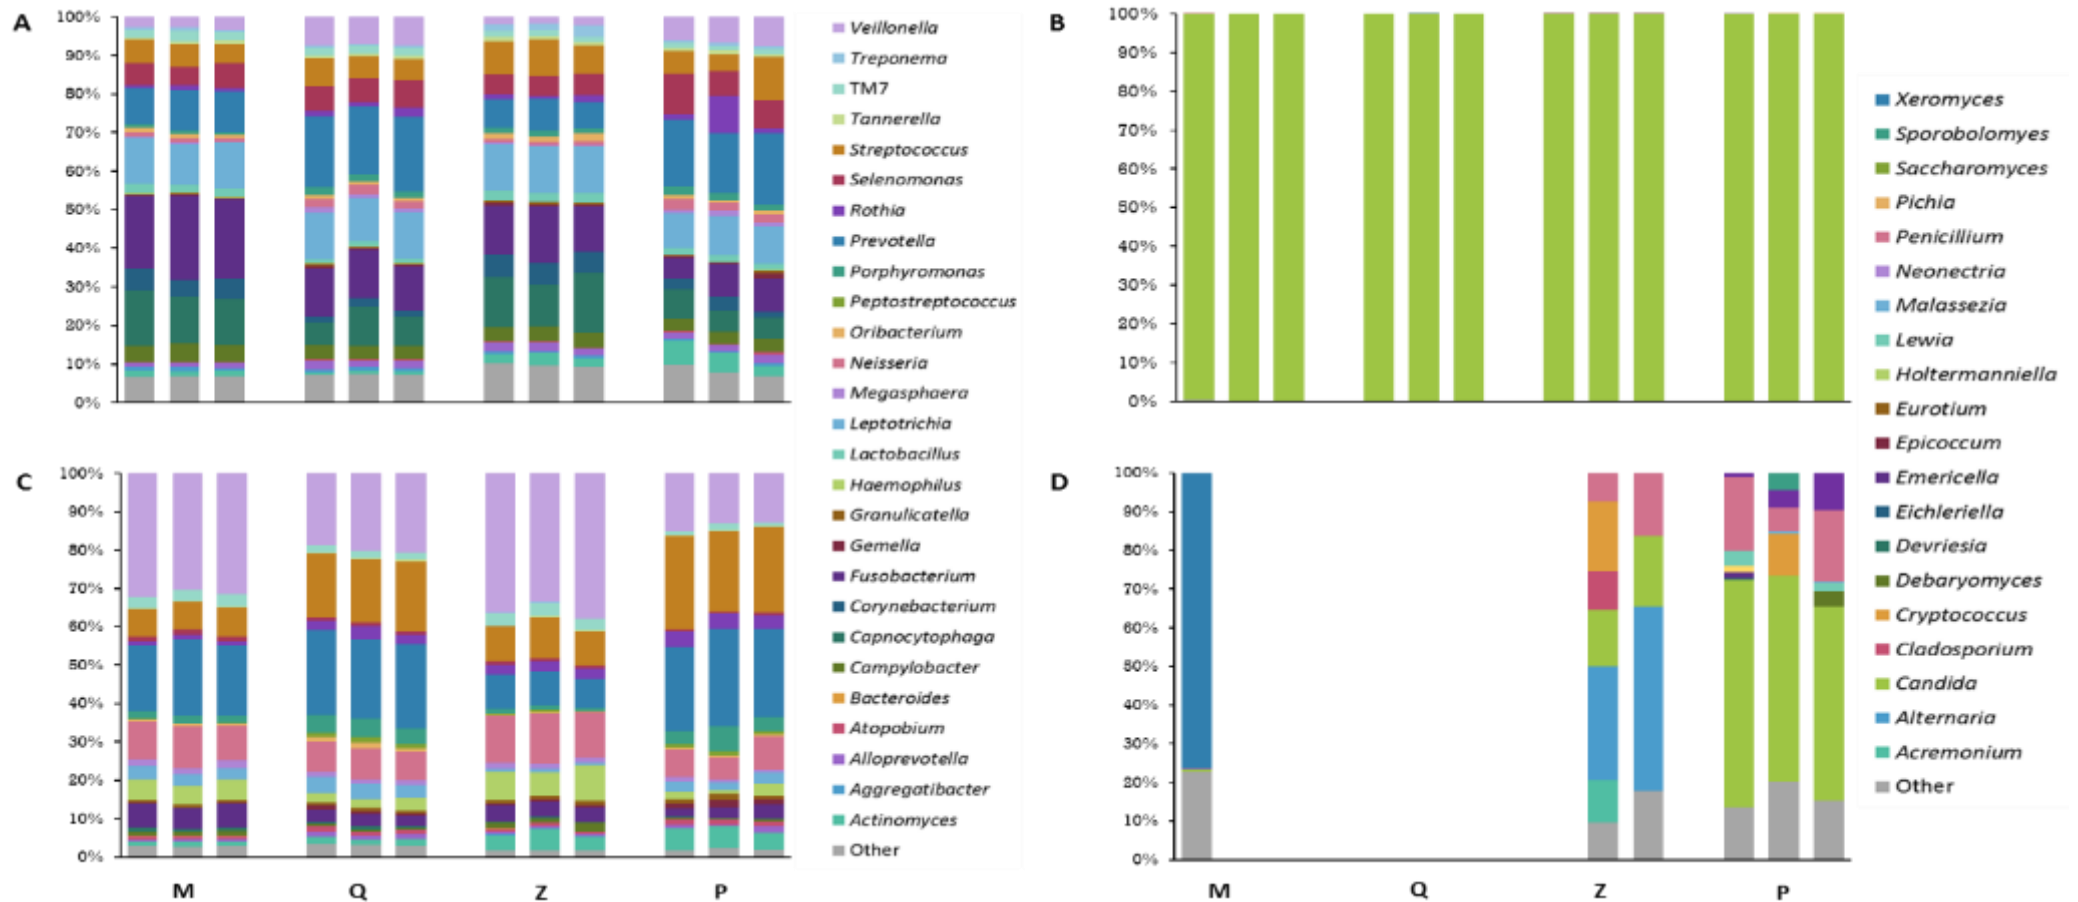 A
100%
90%
80%
70%
60%
50%
40%
30%
20%
10%
0%
Veillonella
Treponema
TM7
Tannerella
Streptococcus
Selenomonas
Rothia
Prevotella
Porphyromonas
Peptostreptococcus
Oribacterium
Neisseria
Megasphaera
Leptotrichia
Lactobacillus
Haemophilus
Granulicatella
Gemella
Fusobacterium
Corynebacterium
Capnocytophaga
Campylobacter
Bacteroides
Atopobium
Alloprevotella
Aggregatibacter
Actinomyces
Other
B
100%
90%
80%
70%
60%
50%
40%
30%
20%
10%
0%
Xeromyces
Sporobolomyes
Saccharomyces
Pichia
Penicillium
Neonectria
Malassezia
Lewia
Holtermanniella
Eurotium
Epicoccum
Emericella
Eichleriella
Devriesia
Debaryomyces
Cryptococcus
Cladosporium
Candida
Alternaria
Acremonium
Other
C
100%
90%
80%
70%
60%
50%
40%
30%
20%
10%
0%
M Q Z P
D
100%
90%
80%
70%
60%
50%
40%
30%
20%
10%
0%
M Q Z P